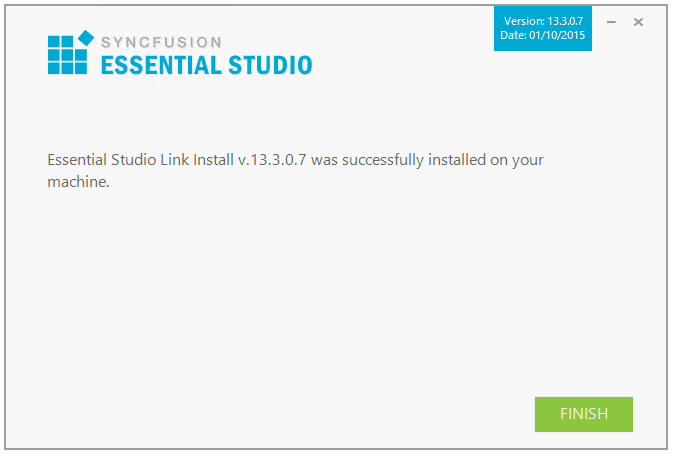 SYNCFUSION
ESSENTIAL STUDIO
Version: 13.3.0.7
Date: 01/10/2015
Essential Studio Link Install v.13.3.0.7 was successfully installed on your
machine.
FINISH